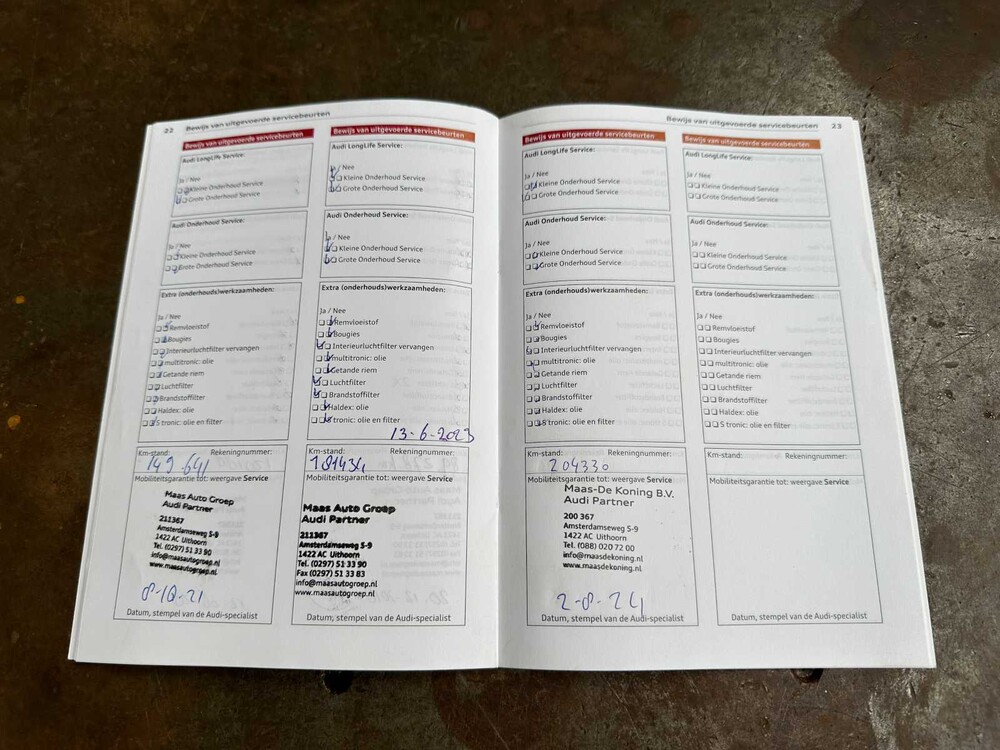 22 Bewijs van uitgevoerde servicebeurten
Bewijs van uitgevoerde servicebeurten
Audi LongLife Service:
Ja / Nee
Kleine Onderhoud Service
Grote Onderhoud Service
Audi Onderhoud Service:
Ja / Nee
Kleine Onderhoud Service
Grote Onderhoud Service
Extra (onderhouds)werkzaamheden:
Ja / Nee
Remvloeistof
Bougies
Interieurluchtfilter vervangen
multitronic: olie
Getande riem
Luchtfilter
Brandstoffilter
Haldex: olie
S tronic: olie en filter
Km-stand: Rekeningnummer:
149-641
Mobiliteitsgarantie tot: weergave Service
Maas Auto Groep
Audi Partner
211367
Amsterdamseweg 5-9
1422 AC Uithoorn
Tel. (0297) 51 33 90
info@maasautogroep.nl
www.maasautogroep.nl
8-10-21
Datum, stempel van de Audi-specialist
Bewijs van uitgevoerde servicebeurten
Audi LongLife Service:
Ja / Nee
Kleine Onderhoud Service
Grote Onderhoud Service
Audi Onderhoud Service:
Ja / Nee
Kleine Onderhoud Service
Grote Onderhoud Service
Extra (onderhouds)werkzaamheden:
Ja / Nee
Remvloeistof
Bougies
Interieurluchtfilter vervangen
multitronic: olie
Getande riem
Luchtfilter
Brandstoffilter
Haldex: olie
S tronic: olie en filter
13-6-2023
Km-stand: Rekeningnummer:
181434
Mobiliteitsgarantie tot: weergave Service
Maas Auto Groep
Audi Partner
211367
Amsterdamseweg 5-9
1422 AC Uithoorn
Tel. (0297) 51 33 90
Fax (0297) 51 33 83
info@maasautogroep.nl
www.maasautogroep.nl
Datum, stempel van de Audi-specialist
Bewijs van uitgevoerde servicebeurten 23
Bewijs van uitgevoerde servicebeurten
Audi LongLife Service:
Ja / Nee
Kleine Onderhoud Service
Grote Onderhoud Service
Audi Onderhoud Service:
Ja / Nee
Kleine Onderhoud Service
Grote Onderhoud Service
Extra (onderhouds)werkzaamheden:
Ja / Nee
Remvloeistof
Bougies
Interieurluchtfilter vervangen
multitronic: olie
Getande riem
Luchtfilter
Brandstoffilter
Haldex: olie
S tronic: olie en filter
Km-stand: Rekeningnummer:
204330
Mobiliteitsgarantie tot: weergave Service
Maas-De Koning B.V.
Audi Partner
200 367
Amsterdamseweg 5-9
1422 AC Uithoorn
Tel. (088) 020 72 00
info@maasdekoning.nl
www.maasdekoning.nl
2-8-24
Datum, stempel van de Audi-specialist
Bewijs van uitgevoerde servicebeurten
Audi LongLife Service:
Ja / Nee
Kleine Onderhoud Service
Grote Onderhoud Service
Audi Onderhoud Service:
Ja / Nee
Kleine Onderhoud Service
Grote Onderhoud Service
Extra (onderhouds)werkzaamheden:
Ja / Nee
Remvloeistof
Bougies
Interieurluchtfilter vervangen
multitronic: olie
Getande riem
Luchtfilter
Brandstoffilter
Haldex: olie
S tronic: olie en filter
Km-stand: Rekeningnummer:
Mobiliteitsgarantie tot: weergave Service
Datum, stempel van de Audi-specialist